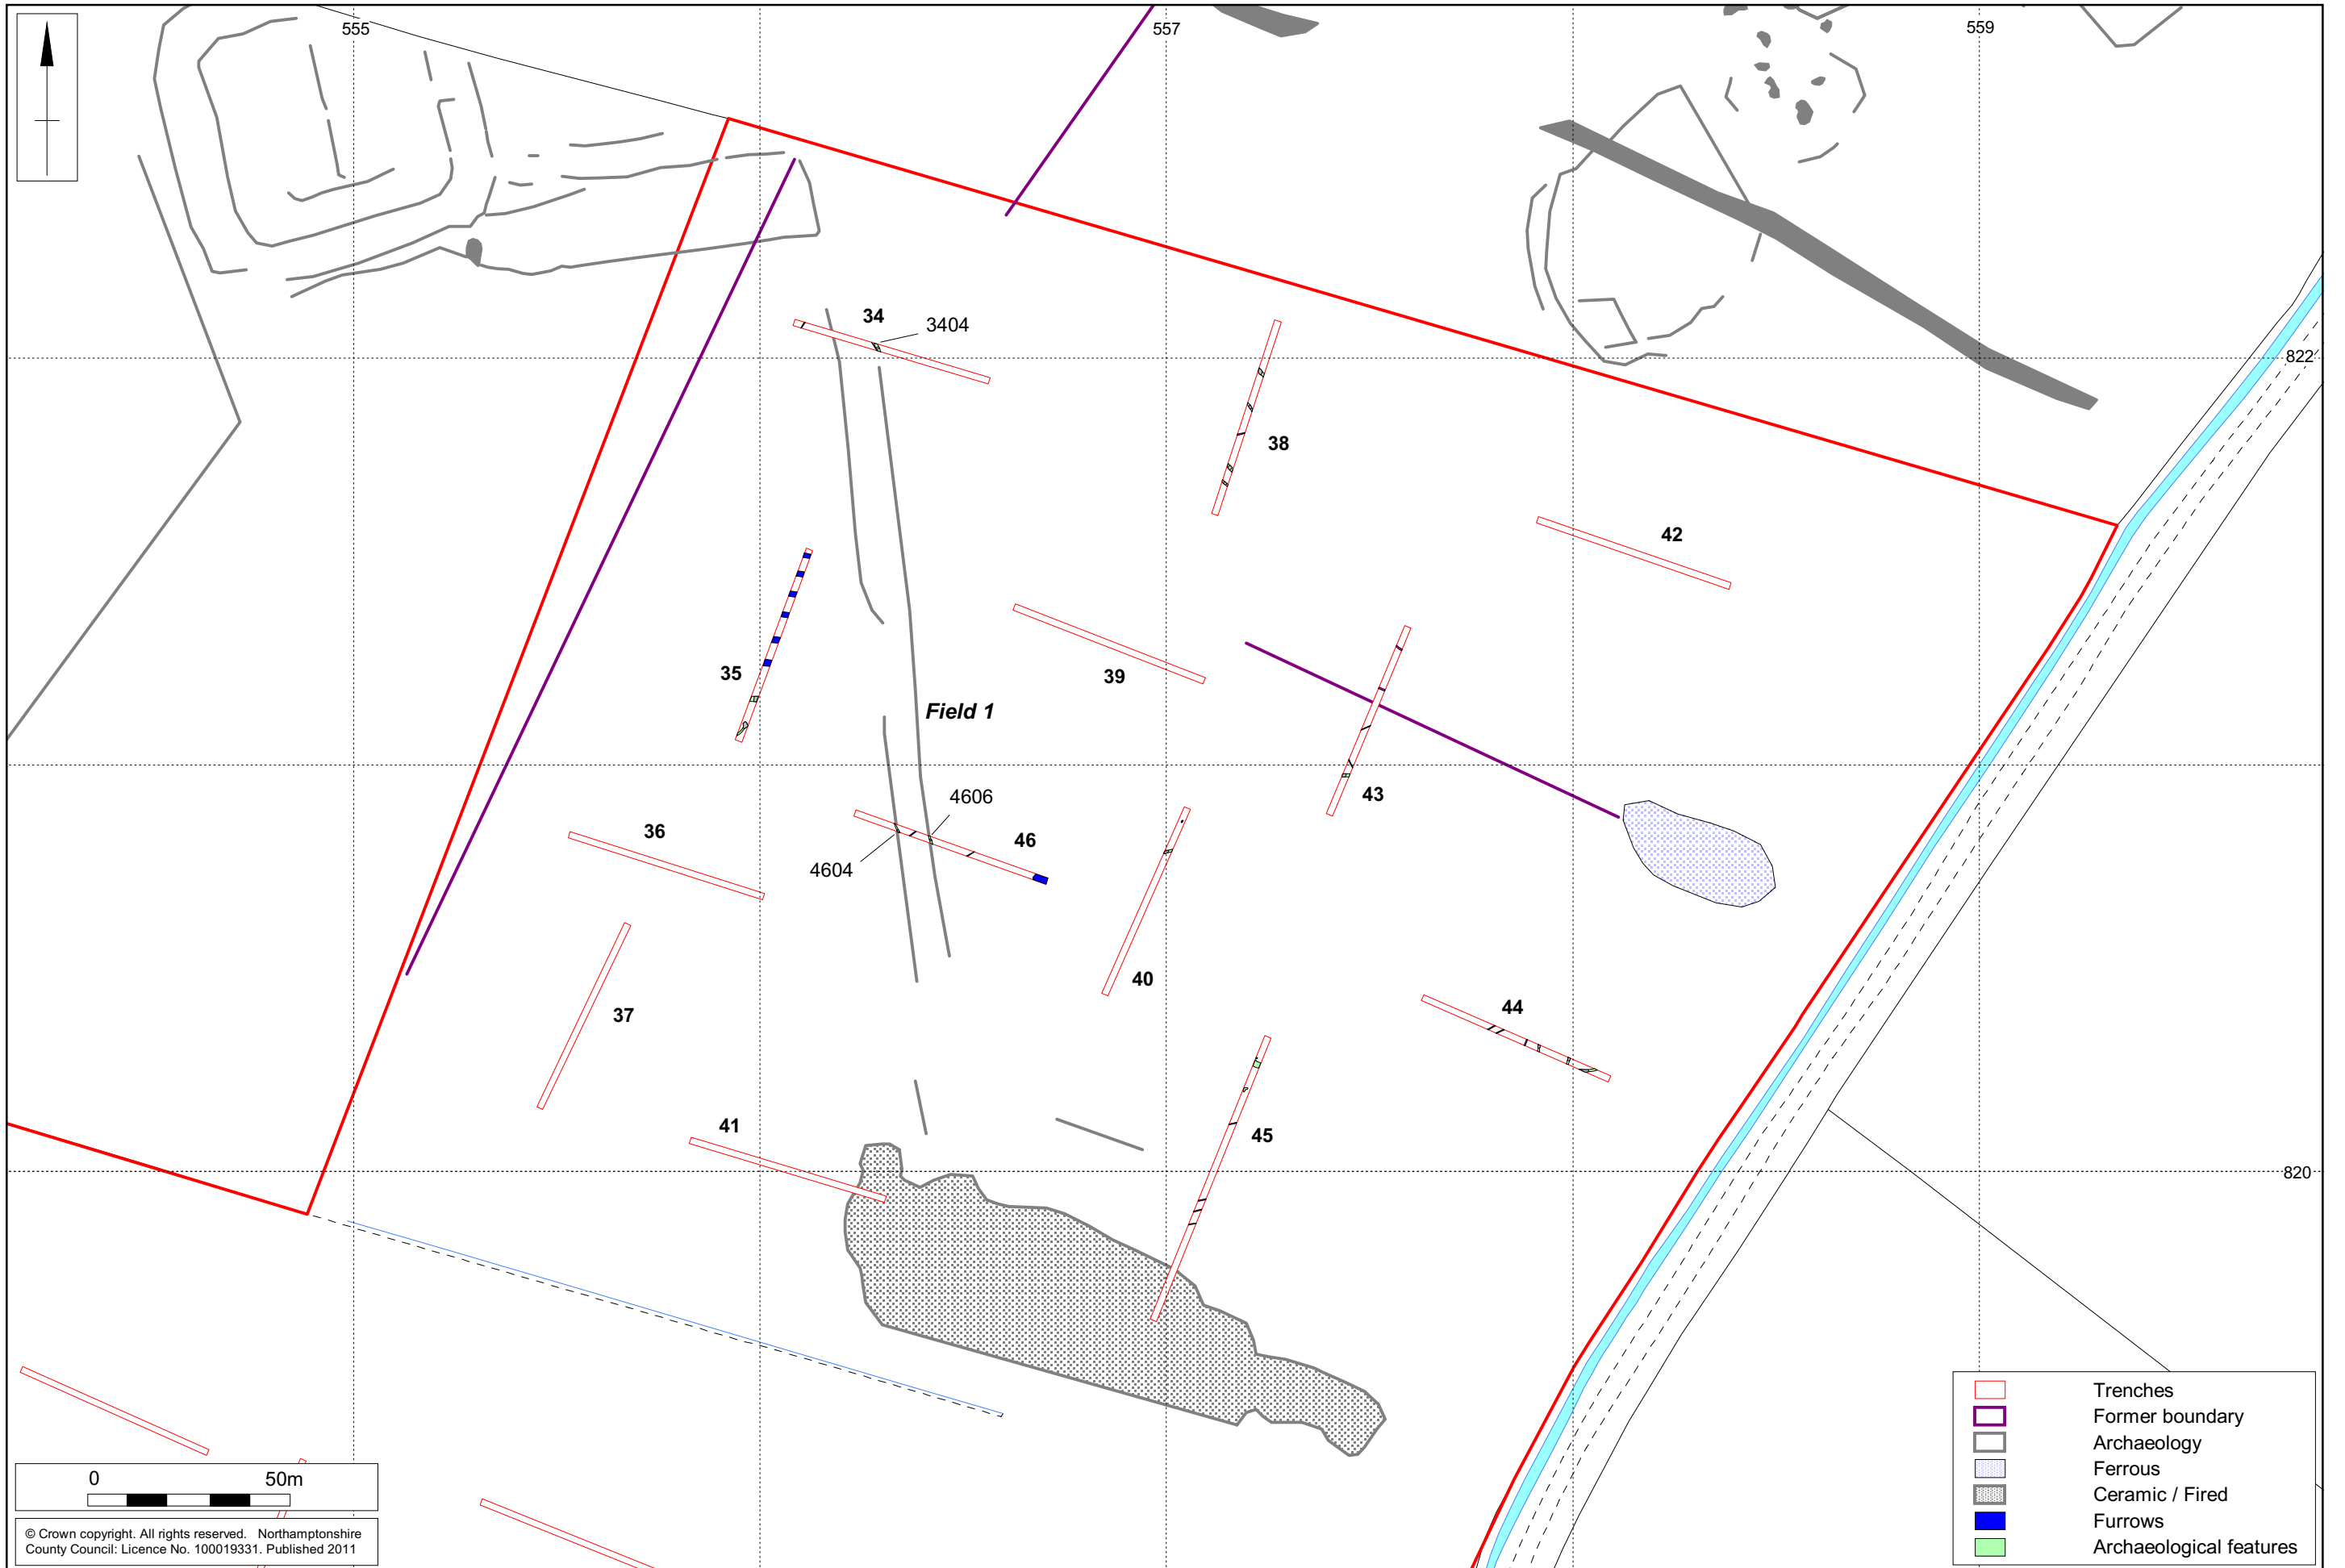 555
557
559
34
3404
822
38
42
35
39
Field 1
43
4606
36
46
4604
40
37
44
41
45
820
Trenches
Former boundary
Archaeology
Ferrous
Ceramic / Fired
Furrows
Archaeological features
0 50m
© Crown copyright. All rights reserved. Northamptonshire
County Council: Licence No. 100019331. Published 2011